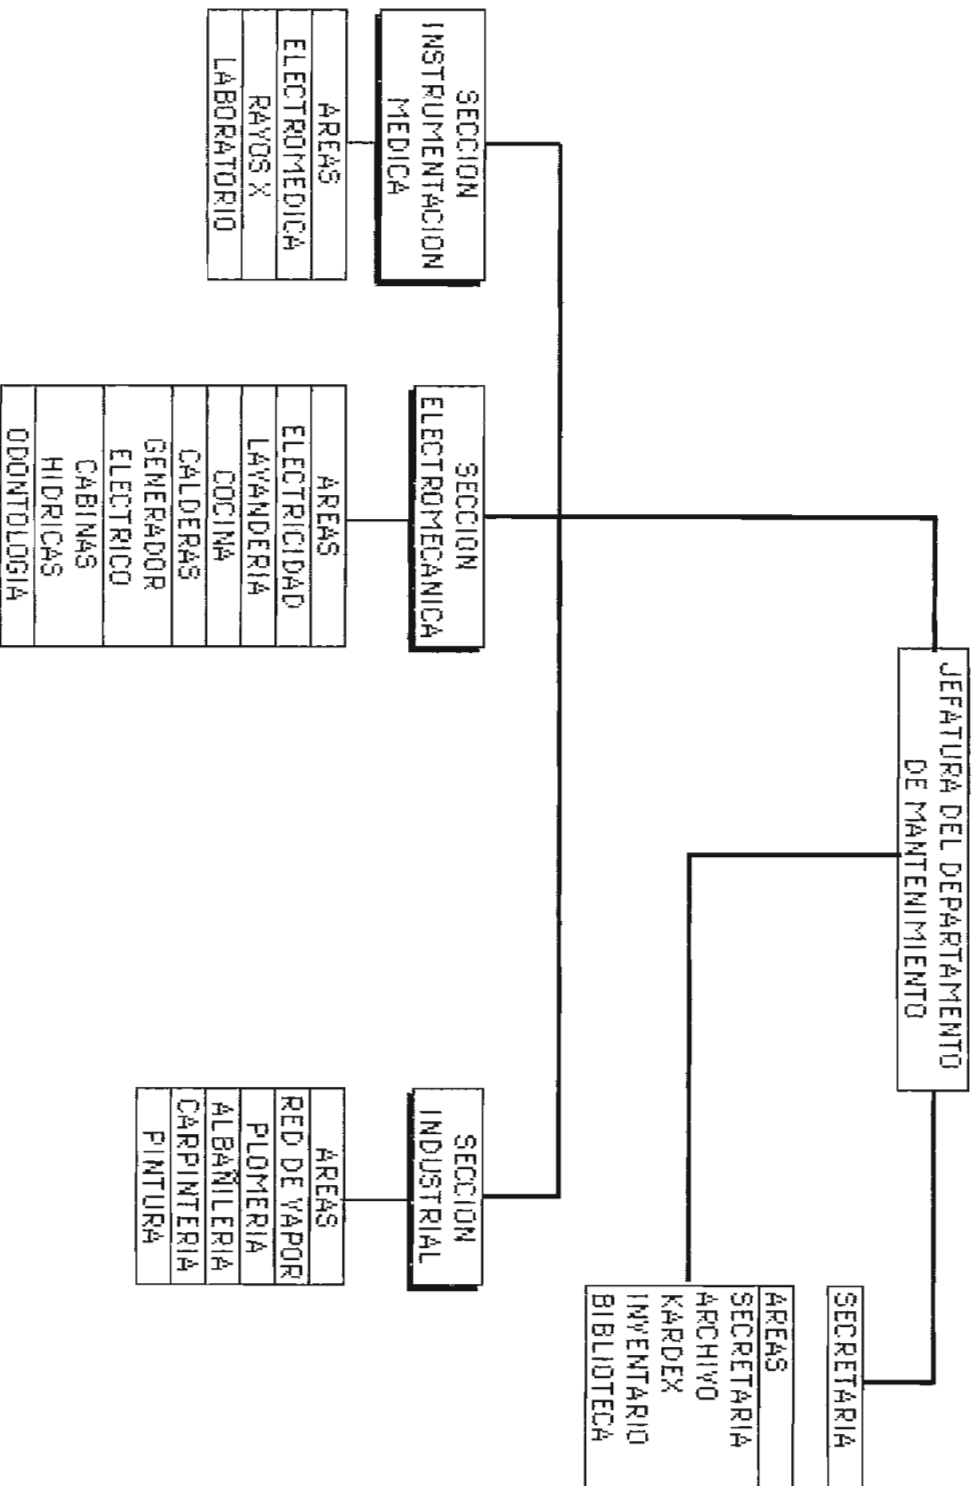 JEFATURA DEL DEPARTAMENTO
DE MANTENIMIENTO
SECRETARIA
AREAS
SECRETARIA
ARCHIVO
KARDEX
INVENTARIO
BIBLIOTECA
SECCION
INSTRUMENTACION
MEDICA
AREAS
ELECTROMEDICA
RAYOS X
LABORATORIO
SECCION
ELECTROMECANICA
AREAS
ELECTRICIDAD
LAVANDERIA
COCINA
CALDERAS
GENERADOR
ELECTRICO
CABINAS
HIDRICAS
ODONTOLOGIA
SECCION
INDUSTRIAL
AREAS
RED DE VAPOR
PLOMERIA
ALBAÑILERIA
CARPINTERIA
PINTURA